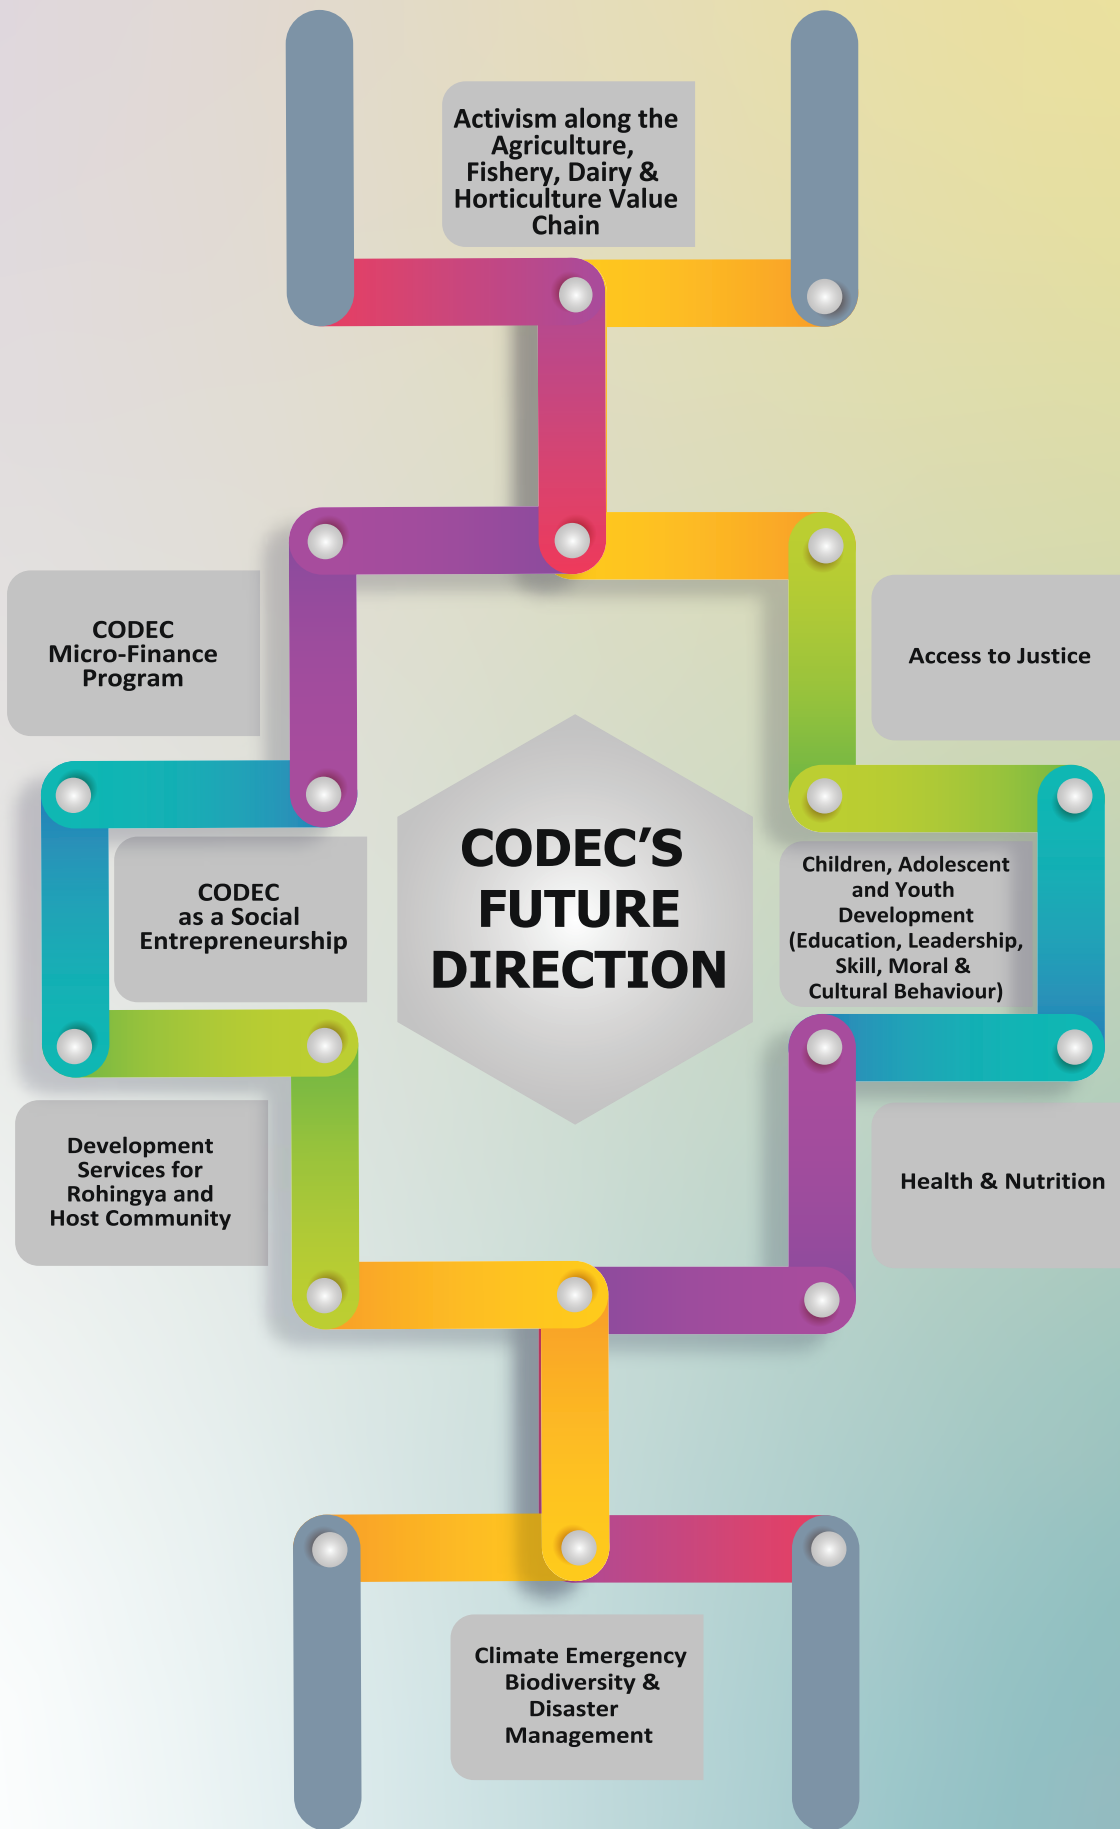 Activism along the
Agriculture,
Fishery, Dairy &
Horticulture Value
Chain
CODEC
Micro-Finance
Program
Access to Justice
CODEC
as a Social
Entrepreneurship
CODEC’S
FUTURE
DIRECTION
Children, Adolescent
and Youth
Development
(Education, Leadership,
Skill, Moral &
Cultural Behaviour)
Development
Services for
Rohingya and
Host Community
Health & Nutrition
Climate Emergency
Biodiversity &
Disaster
Management